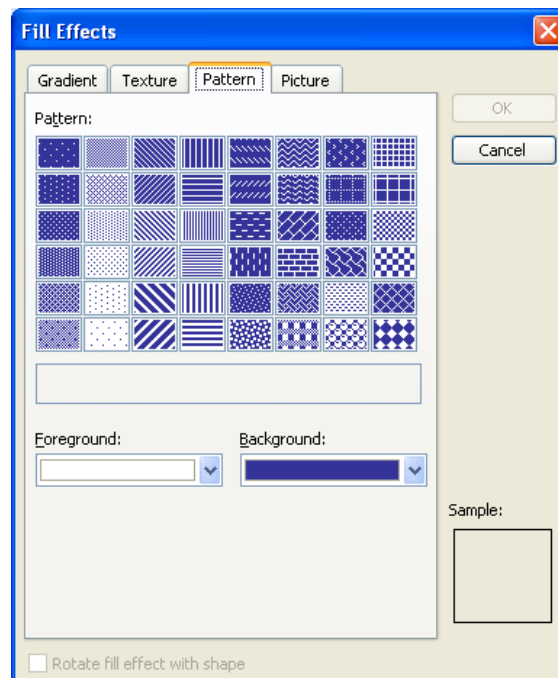 Fill Effects
Gradient Texture Pattern Picture
Pattern:
OK
Cancel
Foreground: Background:
Sample:
Rotate fill effect with shape